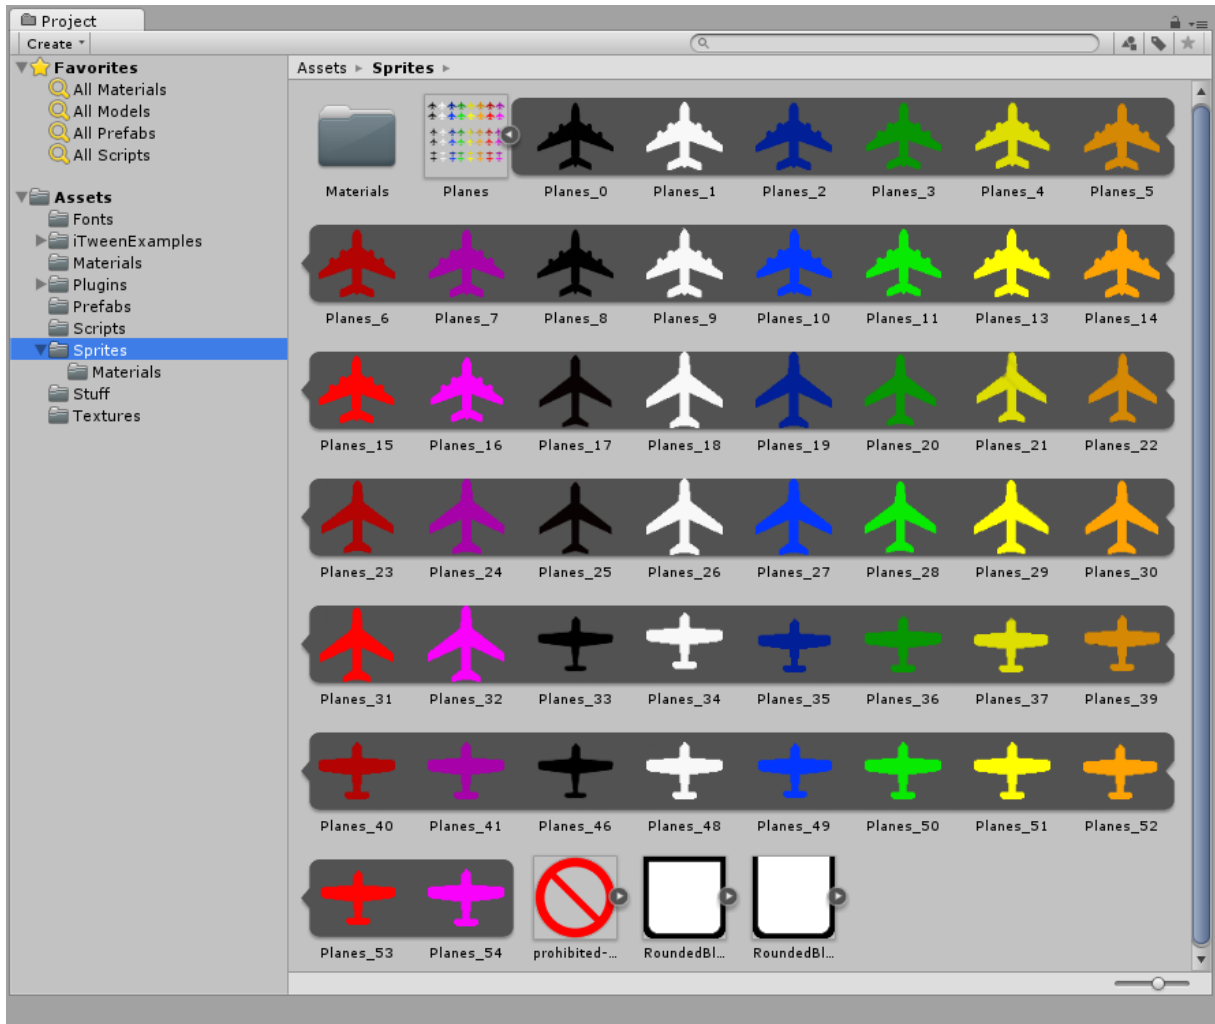 Project
Create
Favorites
All Materials
All Models
All Prefabs
All Scripts
Assets
Fonts
iTweenExamples
Materials
Plugins
Prefabs
Scripts
Sprites
Materials
Stuff
Textures
Assets Sprites
Materials Planes Planes_0 Planes_1 Planes_2 Planes_3 Planes_4 Planes_5
Planes_6 Planes_7 Planes_8 Planes_9 Planes_10 Planes_11 Planes_13 Planes_14
Planes_15 Planes_16 Planes_17 Planes_18 Planes_19 Planes_20 Planes_21 Planes_22
Planes_23 Planes_24 Planes_25 Planes_26 Planes_27 Planes_28 Planes_29 Planes_30
Planes_31 Planes_32 Planes_33 Planes_34 Planes_35 Planes_36 Planes_37 Planes_39
Planes_40 Planes_41 Planes_46 Planes_48 Planes_49 Planes_50 Planes_51 Planes_52
Planes_53 Planes_54 prohibited-... RoundedBl... RoundedBl...